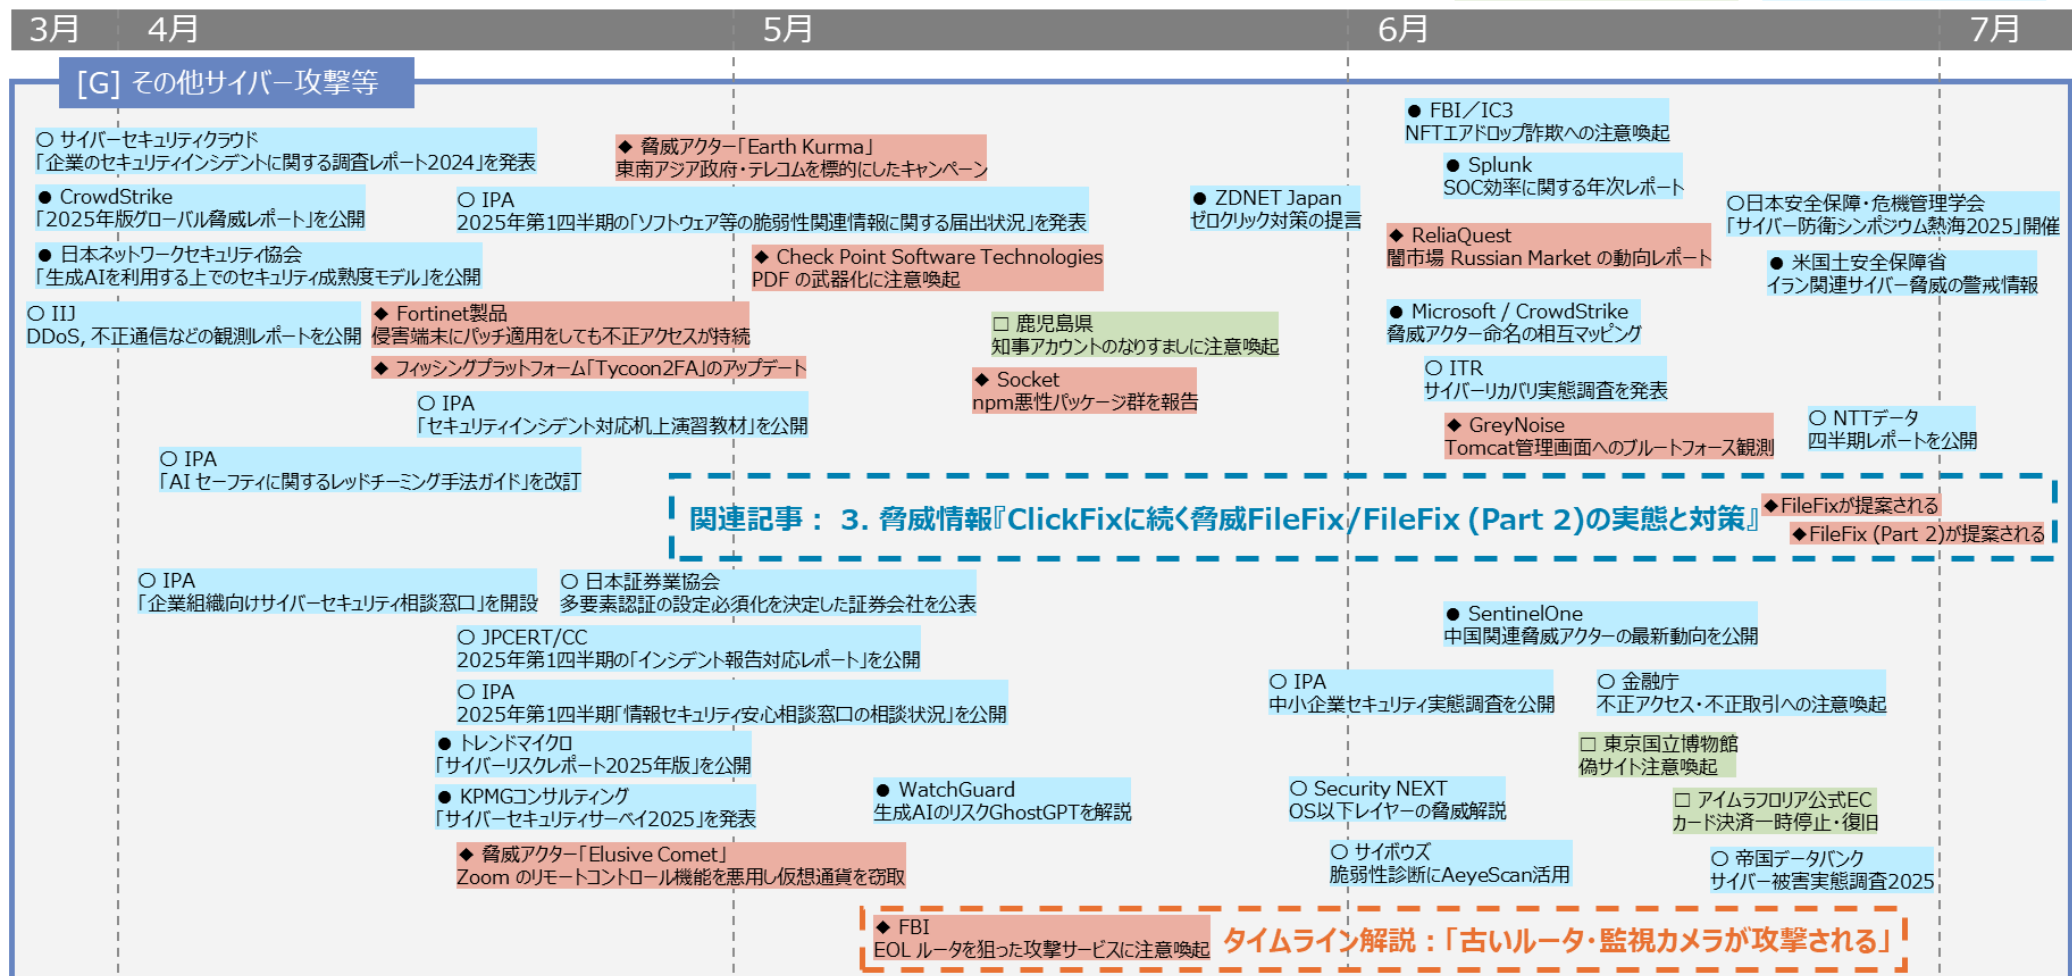 3月
4月
5月
6月
7月
[G] その他サイバー攻撃等
○ サイバーセキュリティクラウド
「企業のセキュリティインシデントに関する調査レポート2024」を発表
● CrowdStrike
「2025年版グローバル脅威レポート」を公開
● 日本ネットワークセキュリティ協会
「生成AIを利用する上でのセキュリティ成熟度モデル」を公開
○ IIJ
DDoS, 不正通信などの観測レポートを公開
◆ 脅威アクター「Earth Kurma」
東南アジア政府・テレコムを標的にしたキャンペーン
○ IPA
2025年第1四半期の「ソフトウェア等の脆弱性関連情報に関する届出状況」を発表
◆ Check Point Software Technologies
PDF の武器化に注意喚起
◆ Fortinet製品
侵害端末にパッチ適用をしても不正アクセスが持続
◆ フィッシングプラットフォーム「Tycoon2FA」のアップデート
○ IPA
「セキュリティインシデント対応机上演習教材」を公開
○ IPA
「AI セーフティに関するレッドチーミング手法ガイド」を改訂
□ 鹿児島県
知事アカウントのなりすましに注意喚起
◆ Socket
npm悪性パッケージ群を報告
● ZDNET Japan
ゼロクリック対策の提言
● FBI／IC3
NFTエアドロップ詐欺への注意喚起
● Splunk
SOC効率に関する年次レポート
◆ ReliaQuest
闇市場 Russian Market の動向レポート
● Microsoft / CrowdStrike
脅威アクター命名の相互マッピング
○ ITR
サイバーリカバリ実態調査を発表
◆ GreyNoise
Tomcat管理画面へのブルートフォース観測
○日本安全保障・危機管理学会
「サイバー防衛シンポジウム熱海2025」開催
● 米国土安全保障省
イラン関連サイバー脅威の警戒情報
○ NTTデータ
四半期レポートを公開
関連記事： 3. 脅威情報『ClickFixに続く脅威FileFix/FileFix (Part 2)の実態と対策』
◆FileFixが提案される
◆FileFix (Part 2)が提案される
○ IPA
「企業組織向けサイバーセキュリティ相談窓口」を開設
○ 日本証券業協会
多要素認証の設定必須化を決定した証券会社を公表
○ JPCERT/CC
2025年第1四半期の「インシデント報告対応レポート」を公開
○ IPA
2025年第1四半期「情報セキュリティ安心相談窓口の相談状況」を公開
● トレンドマイクロ
「サイバーリスクレポート2025年版」を公開
● KPMGコンサルティング
「サイバーセキュリティサーベイ2025」を発表
◆ 脅威アクター「Elusive Comet」
Zoom のリモートコントロール機能を悪用し仮想通貨を窃取
● WatchGuard
生成AIのリスクGhostGPTを解説
● SentinelOne
中国関連脅威アクターの最新動向を公開
○ IPA
中小企業セキュリティ実態調査を公開
○ 金融庁
不正アクセス・不正取引への注意喚起
□ 東京国立博物館
偽サイト注意喚起
○ Security NEXT
OS以下レイヤーの脅威解説
□ アイムラフロリア公式EC
カード決済一時停止・復旧
○ サイボウズ
脆弱性診断にAeyeScan活用
○ 帝国データバンク
サイバー被害実態調査2025
◆ FBI
EOL ルータを狙った攻撃サービスに注意喚起
タイムライン解説：「古いルータ・監視カメラが攻撃される」